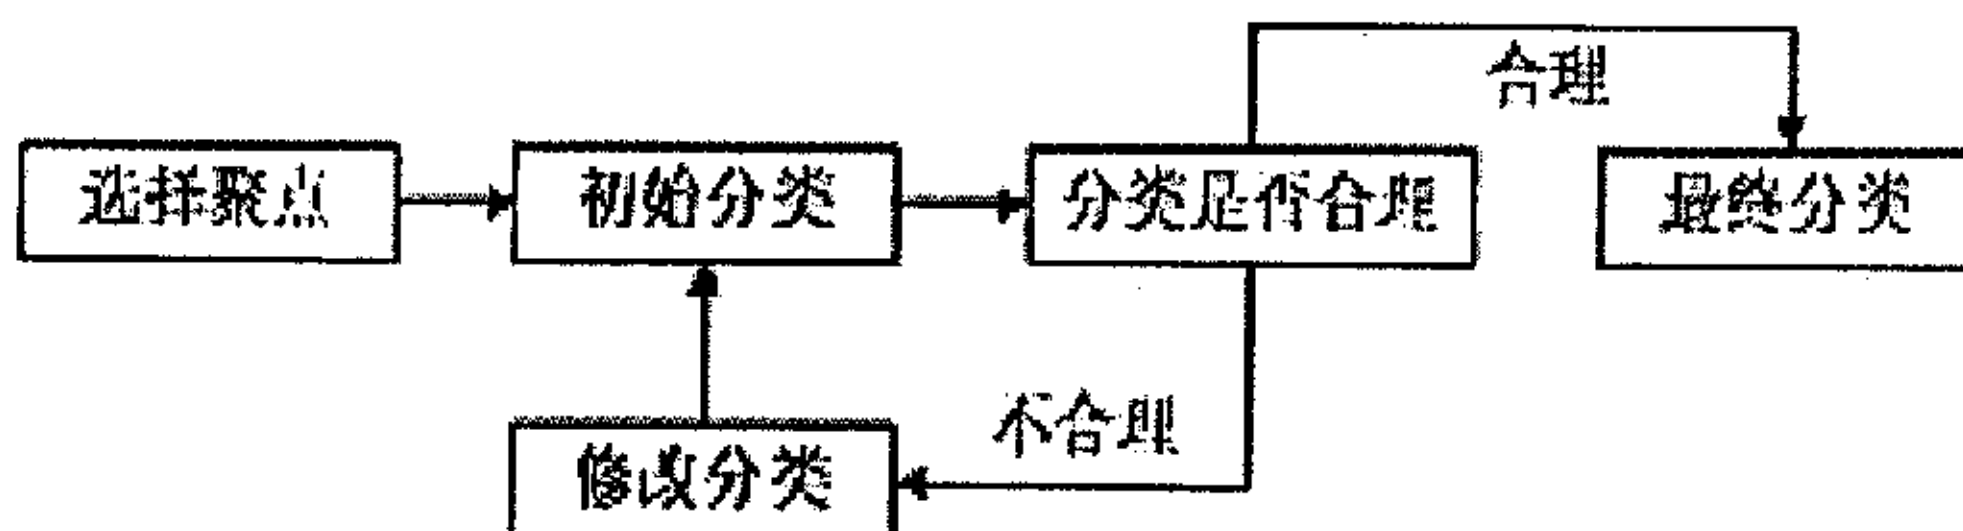 合理
选择聚点
初始分类
分类是否合理
最终分类
不合理
修改分类